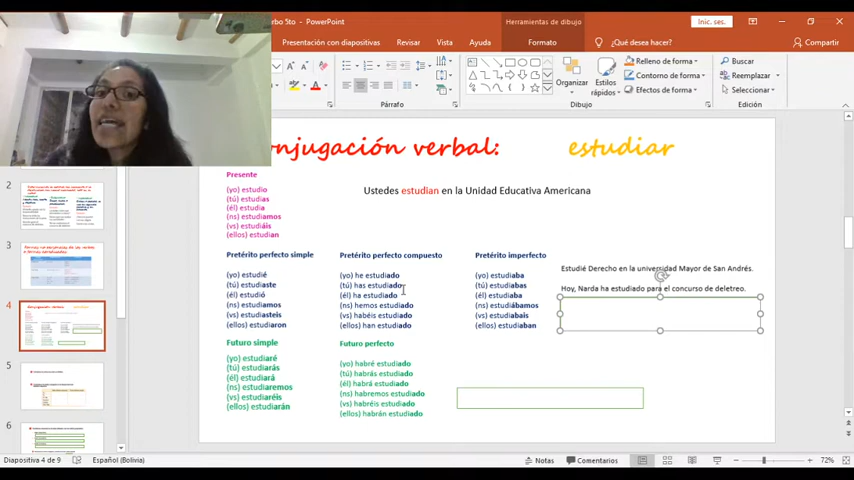 rbo 5to - PowerPoint
Herramientas de dibujo
Inic. ses.
Presentación con diapositivas
Revisar
Vista
Ayuda
Formato
¿Qué desea hacer?
Compartir
Organizar
Estilos rápidos
Relleno de forma
Contorno de forma
Efectos de forma
Buscar
Reemplazar
Seleccionar
Párrafo
Dibujo
Edición
onjugación verbal: estudiar
Presente
(yo) estudio
(tú) estudias
(él) estudia
(ns) estudiamos
(vs) estudiáis
(ellos) estudian
Ustedes estudian en la Unidad Educativa Americana
Pretérito perfecto simple
(yo) estudié
(tú) estudiaste
(él) estudió
(ns) estudiamos
(vs) estudiasteis
(ellos) estudiaron
Pretérito perfecto compuesto
(yo) he estudiado
(tú) has estudiado
(él) ha estudiado
(ns) hemos estudiado
(vs) habéis estudiado
(ellos) han estudiado
Pretérito imperfecto
(yo) estudiaba
(tú) estudiabas
(él) estudiaba
(ns) estudiábamos
(vs) estudiabais
(ellos) estudiaban
Estudié Derecho en la universidad Mayor de San Andrés.
Hoy, Narda ha estudiado para el concurso de deletreo.
Futuro simple
(yo) estudiaré
(tú) estudiarás
(él) estudiará
(ns) estudiaremos
(vs) estudiaréis
(ellos) estudiarán
Futuro perfecto
(yo) habré estudiado
(tú) habrás estudiado
(él) habrá estudiado
(ns) habremos estudiado
(vs) habréis estudiado
(ellos) habrán estudiado
2
3
4
5
6
Diapositiva 4 de 9
Español (Bolivia)
Notas
Comentarios
72%